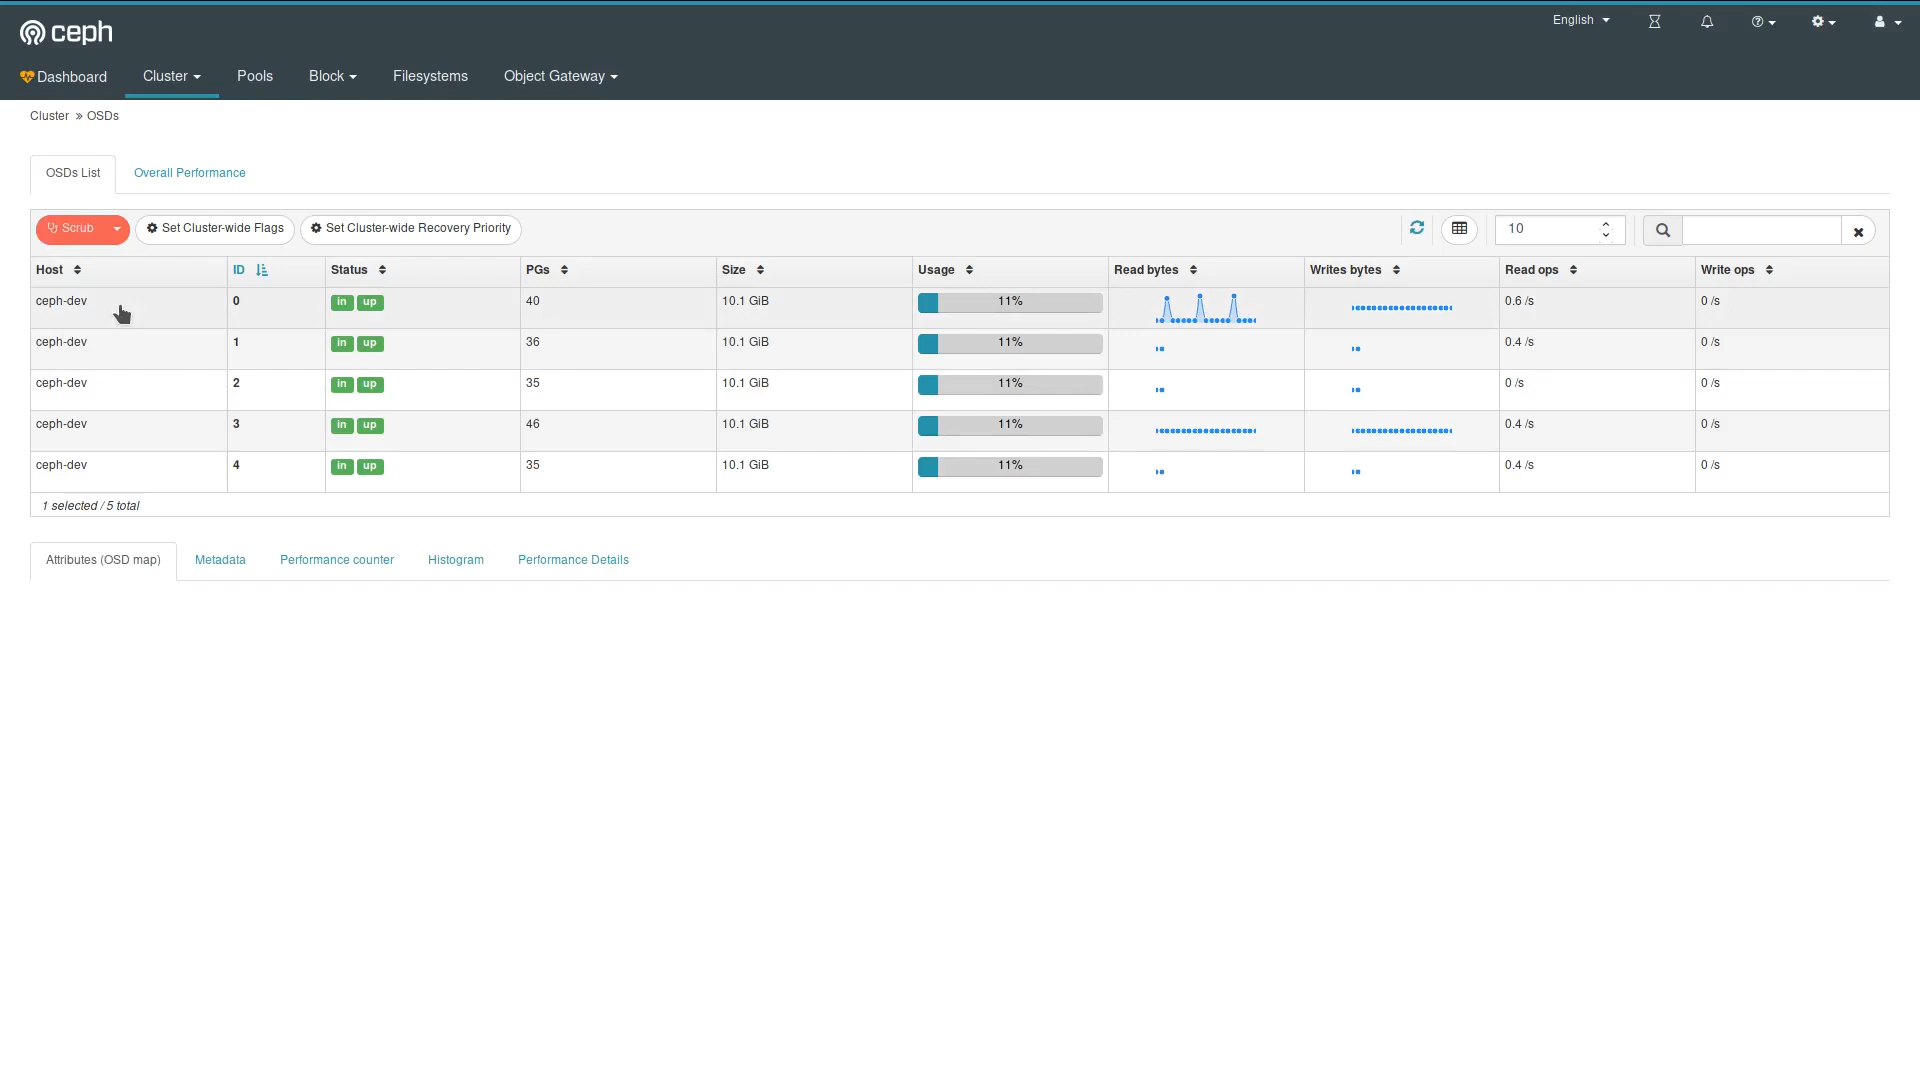 ceph
English
Dashboard Cluster Pools Block Filesystems Object Gateway
Cluster » OSDs
OSDs List Overall Performance
Scrub Set Cluster-wide Flags Set Cluster-wide Recovery Priority 10
Host ID Status PGs Size Usage Read bytes Writes bytes Read ops Write ops
ceph-dev 0 in up 40 10.1 GiB 11% 0.6 /s 0 /s
ceph-dev 1 in up 36 10.1 GiB 11% 0.4 /s 0 /s
ceph-dev 2 in up 35 10.1 GiB 11% 0 /s 0 /s
ceph-dev 3 in up 46 10.1 GiB 11% 0.4 /s 0 /s
ceph-dev 4 in up 35 10.1 GiB 11% 0.4 /s 0 /s
1 selected / 5 total
Attributes (OSD map) Metadata Performance counter Histogram Performance Details